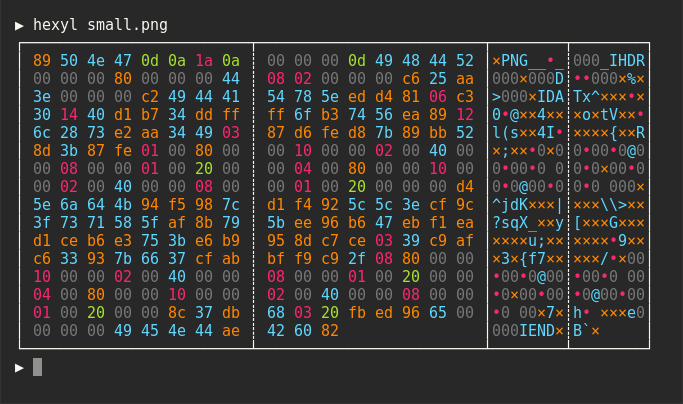 ▶ hexyl small.png
89 50 4e 47 0d 0a 1a 0a 00 00 00 0d 49 48 44 52 ×PNG__•_ 000_IHDR
00 00 00 80 00 00 00 44 08 02 00 00 00 c6 25 aa 000×000D ••000×%×
3e 00 00 00 c2 49 44 41 54 78 5e ed d4 81 06 c3 >000×IDA Tx^×××•×
30 14 40 d1 b7 34 dd ff ff 6f b3 74 56 ea 89 12 0•@××4×× ×o×tV××•
6c 28 73 e2 aa 34 49 03 87 d6 fe d8 7b 89 bb 52 l(s××4I• ××××{××R
8d 3b 87 fe 01 00 80 00 00 10 00 00 02 00 40 00 ×;××•0×0 0•00•0@0
00 08 00 00 01 00 20 00 00 04 00 80 00 00 10 00 0•00•0 0 0•0×00•0
00 02 00 40 00 00 08 00 00 01 00 20 00 00 00 d4 0•0@00•0 0•0 000×
5e 6a 64 4b 94 f5 98 7c d1 f4 92 5c 5c 3e cf 9c ^jdK×××| ×××\\>××
3f 73 71 58 5f af 8b 79 5b ee 96 b6 47 eb f1 ea ?sqX_××y [×××G×××
d1 ce b6 e3 75 3b e6 b9 95 8d c7 ce 03 39 c9 af ××××u;×× ××××•9××
c6 33 93 7b 66 37 cf ab bf f9 c9 2f 08 80 00 00 ×3×{f7×× ×××/•×00
10 00 00 02 00 40 00 00 08 00 00 01 00 20 00 00 •00•0@00 •00•0 00
04 00 80 00 00 10 00 00 02 00 40 00 00 08 00 00 •0×00•00 •0@00•00
01 00 20 00 00 8c 37 db 68 03 20 fb ed 96 65 00 •0 00×7× h• ×××e0
00 00 00 49 45 4e 44 ae 42 60 82 000IEND× B`×
▶